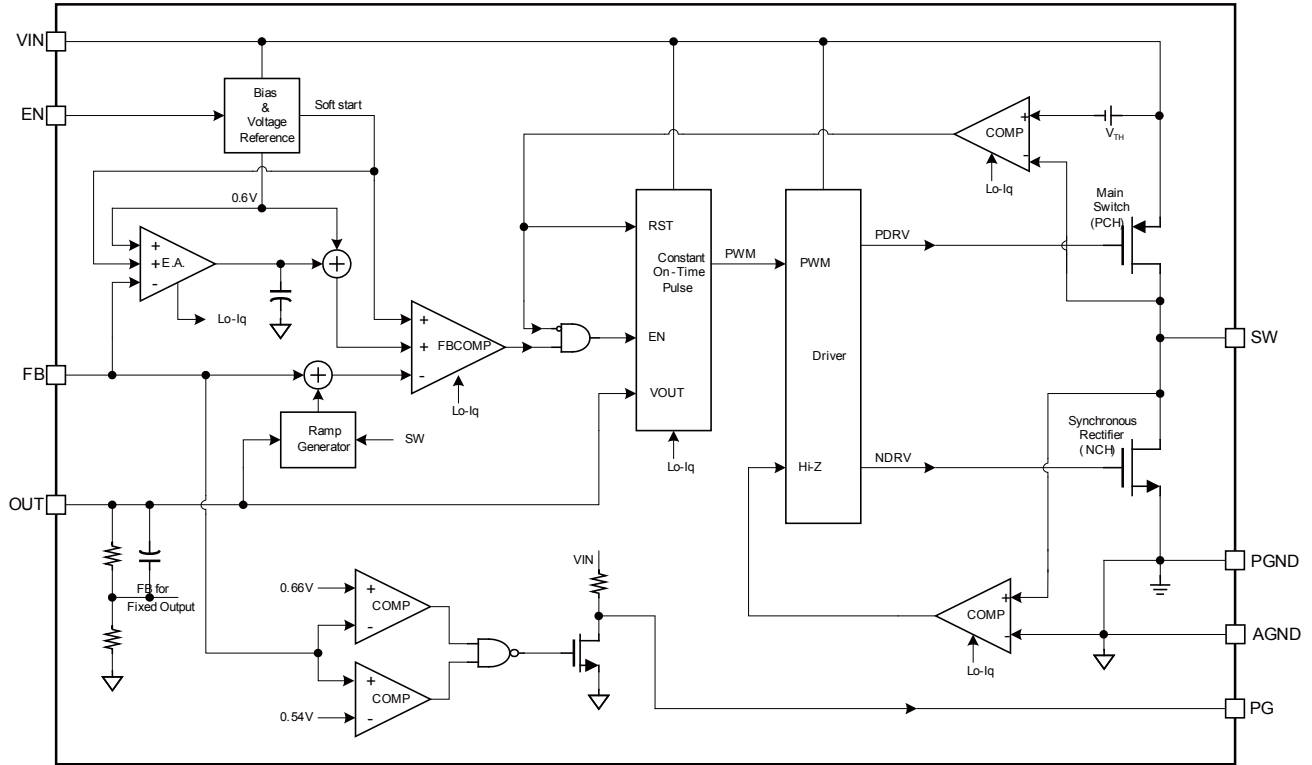 VIN
EN
Bias
&
Voltage
Reference
Soft start
0.6V
+
+ E.A.
-
Lo-Iq
+
FB
+
Ramp
Generator
SW
OUT
FB for
Fixed Output
+
+ FBCOMP
-
Lo-Iq
RST
Constant
On-Time
Pulse
EN
VOUT
Lo-Iq
PWM
PWM
Driver
Hi-Z
PDRV
NDRV
+
COMP
-
Lo-Iq
VTH
Main
Switch
(PCH)
SW
Synchronous
Rectifier
(NCH)
+
COMP
-
Lo-Iq
PGND
AGND
0.66V
+
COMP
-
+
COMP
-
0.54V
VIN
PG